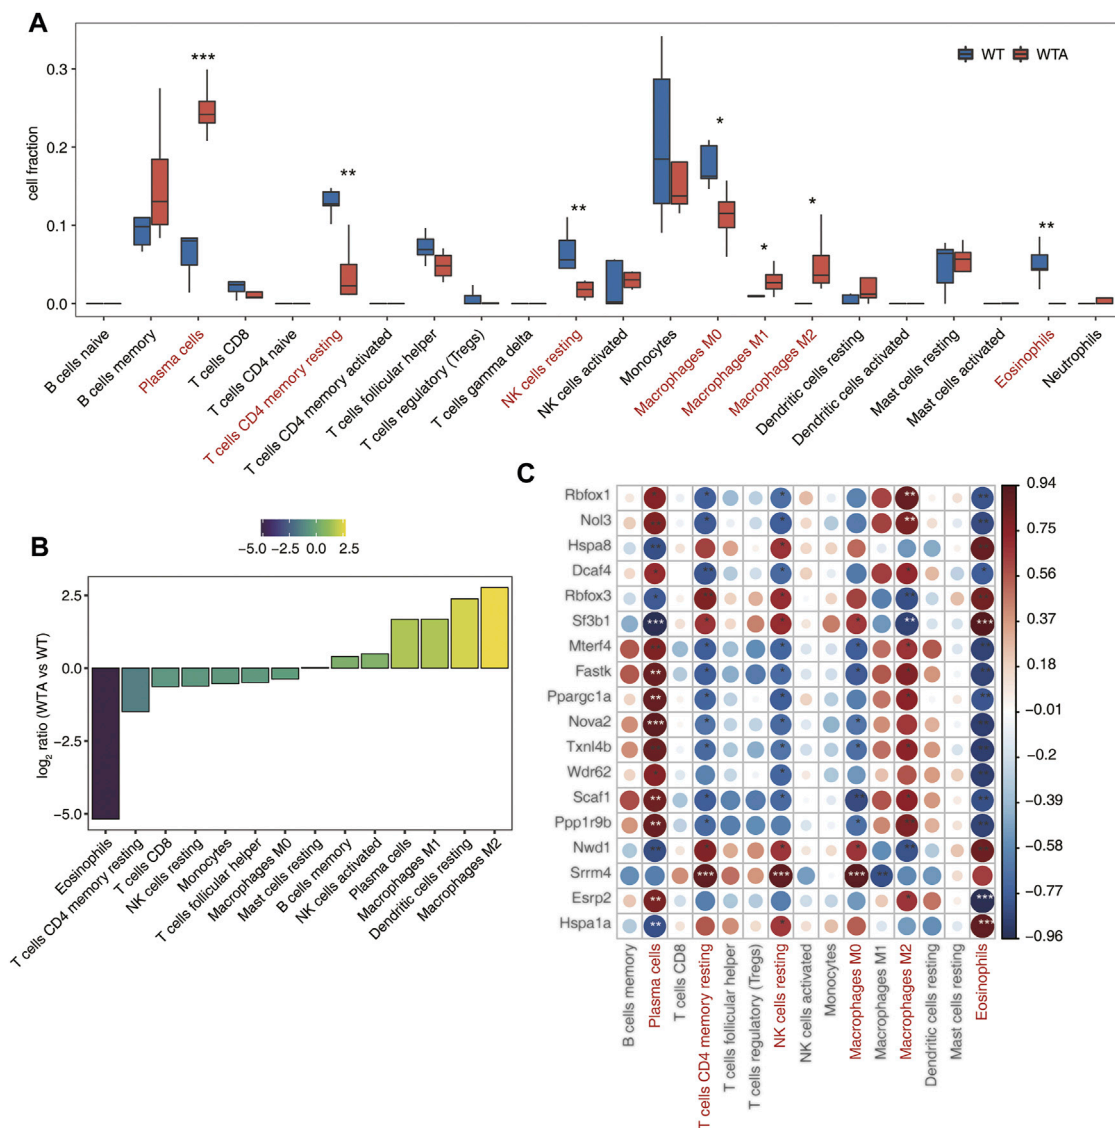 A
cell fraction
0.3
0.2
0.1
0.0
***
**
**
*
*
*
**
WT
WTA
B cells naive
B cells memory
Plasma cells
T cells CD8
T cells CD4 naive
T cells CD4 memory resting
T cells CD4 memory activated
T cells follicular helper
T cells regulatory (Tregs)
T cells gamma delta
NK cells resting
NK cells activated
Monocytes
Macrophages M0
Macrophages M1
Macrophages M2
Dendritic cells resting
Dendritic cells activated
Mast cells resting
Mast cells activated
Eosinophils
Neutrophils
B
−5.0 −2.5 0.0 2.5
log2 ratio (WTA vs WT)
2.5
0.0
−2.5
−5.0
Eosinophils
T cells CD4 memory resting
T cells CD8
NK cells resting
Monocytes
T cells follicular helper
Macrophages M0
Mast cells resting
B cells memory
NK cells activated
Plasma cells
Macrophages M1
Dendritic cells resting
Macrophages M2
C
Rbfox1
Nol3
Hspa8
Dcaf4
Rbfox3
Sf3b1
Mterf4
Fastk
Ppargc1a
Nova2
Txnl4b
Wdr62
Scaf1
Ppp1r9b
Nwd1
Srrm4
Esrp2
Hspa1a
B cells memory
Plasma cells
T cells CD8
T cells CD4 memory resting
T cells follicular helper
T cells regulatory (Tregs)
NK cells resting
NK cells activated
Monocytes
Macrophages M0
Macrophages M1
Macrophages M2
Dendritic cells resting
Mast cells resting
Eosinophils
0.94
0.75
0.56
0.37
0.18
−0.01
−0.2
−0.39
−0.58
−0.77
−0.96